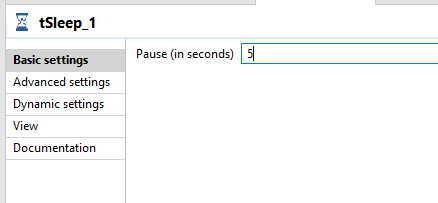 tSleep_1
Basic settings
Pause (in seconds) 5
Advanced settings
Dynamic settings
View
Documentation